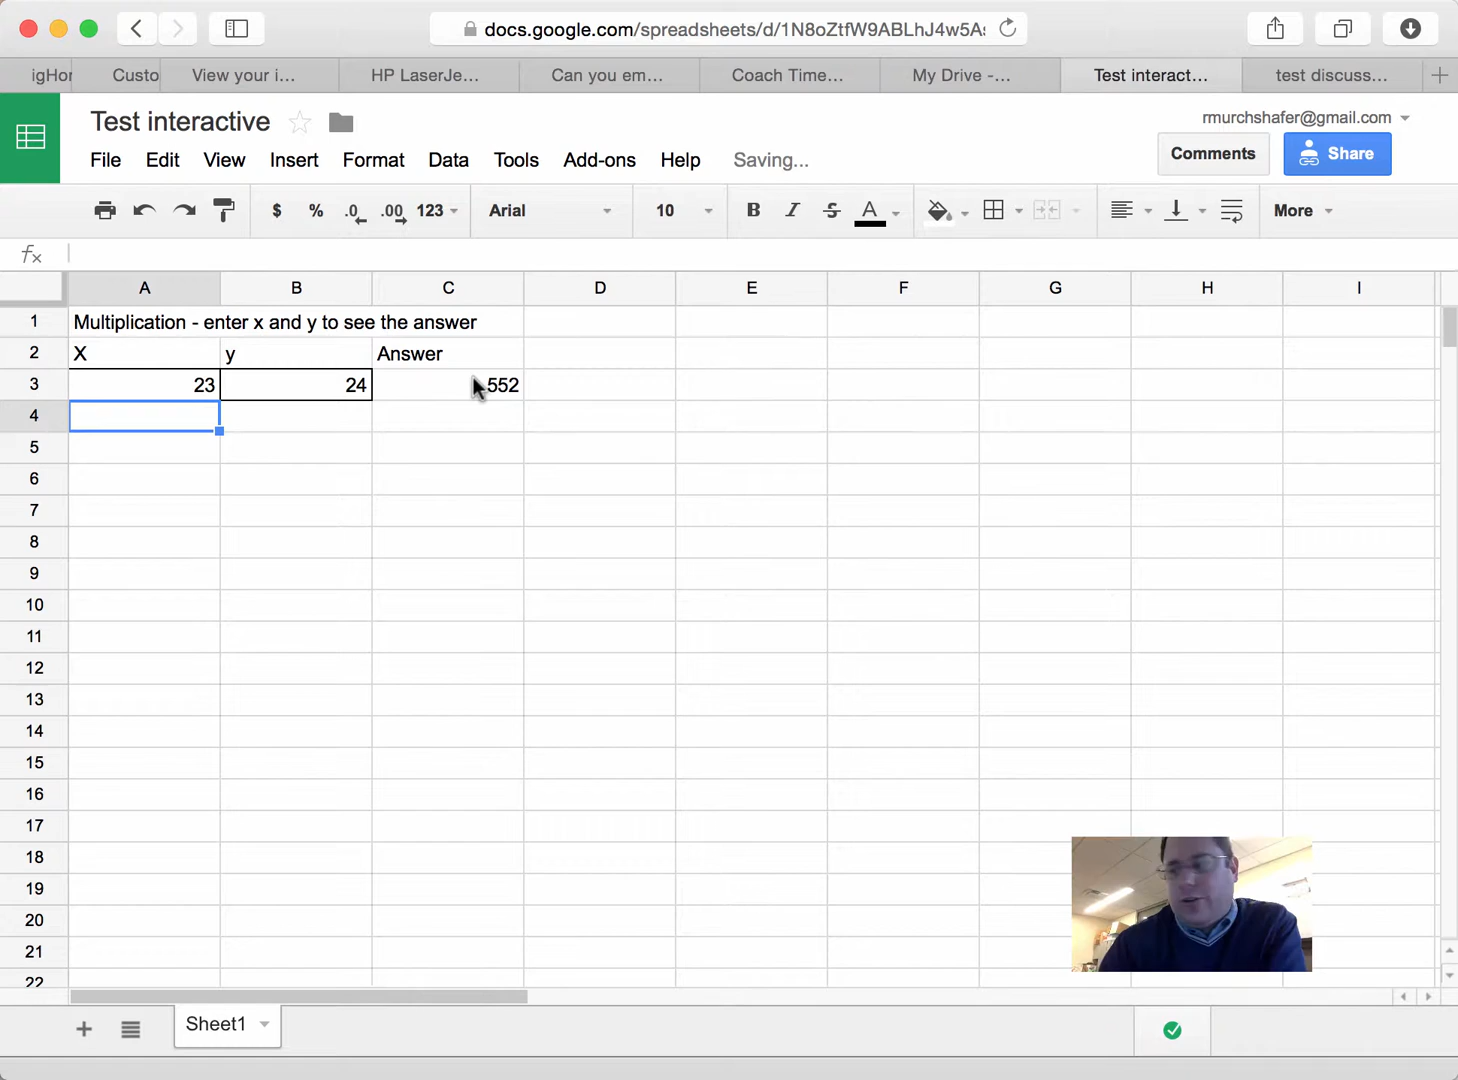 docs.google.com/spreadsheets/d/1N8oZtfW9ABLhJ4w5A
igHor Custo View your i... HP LaserJe... Can you em... Coach Time... My Drive -... Test interact... test discuss...
Test interactive
rmurchshafer@gmail.com
File Edit View Insert Format Data Tools Add-ons Help Saving...
Comments Share
$ % .0 .00 123 Arial 10 B I S A More
fx
A B C D E F G H I
1 Multiplication - enter x and y to see the answer
2 X y Answer
3 23 24 552
4
5
6
7
8
9
10
11
12
13
14
15
16
17
18
19
20
21
22
Sheet1